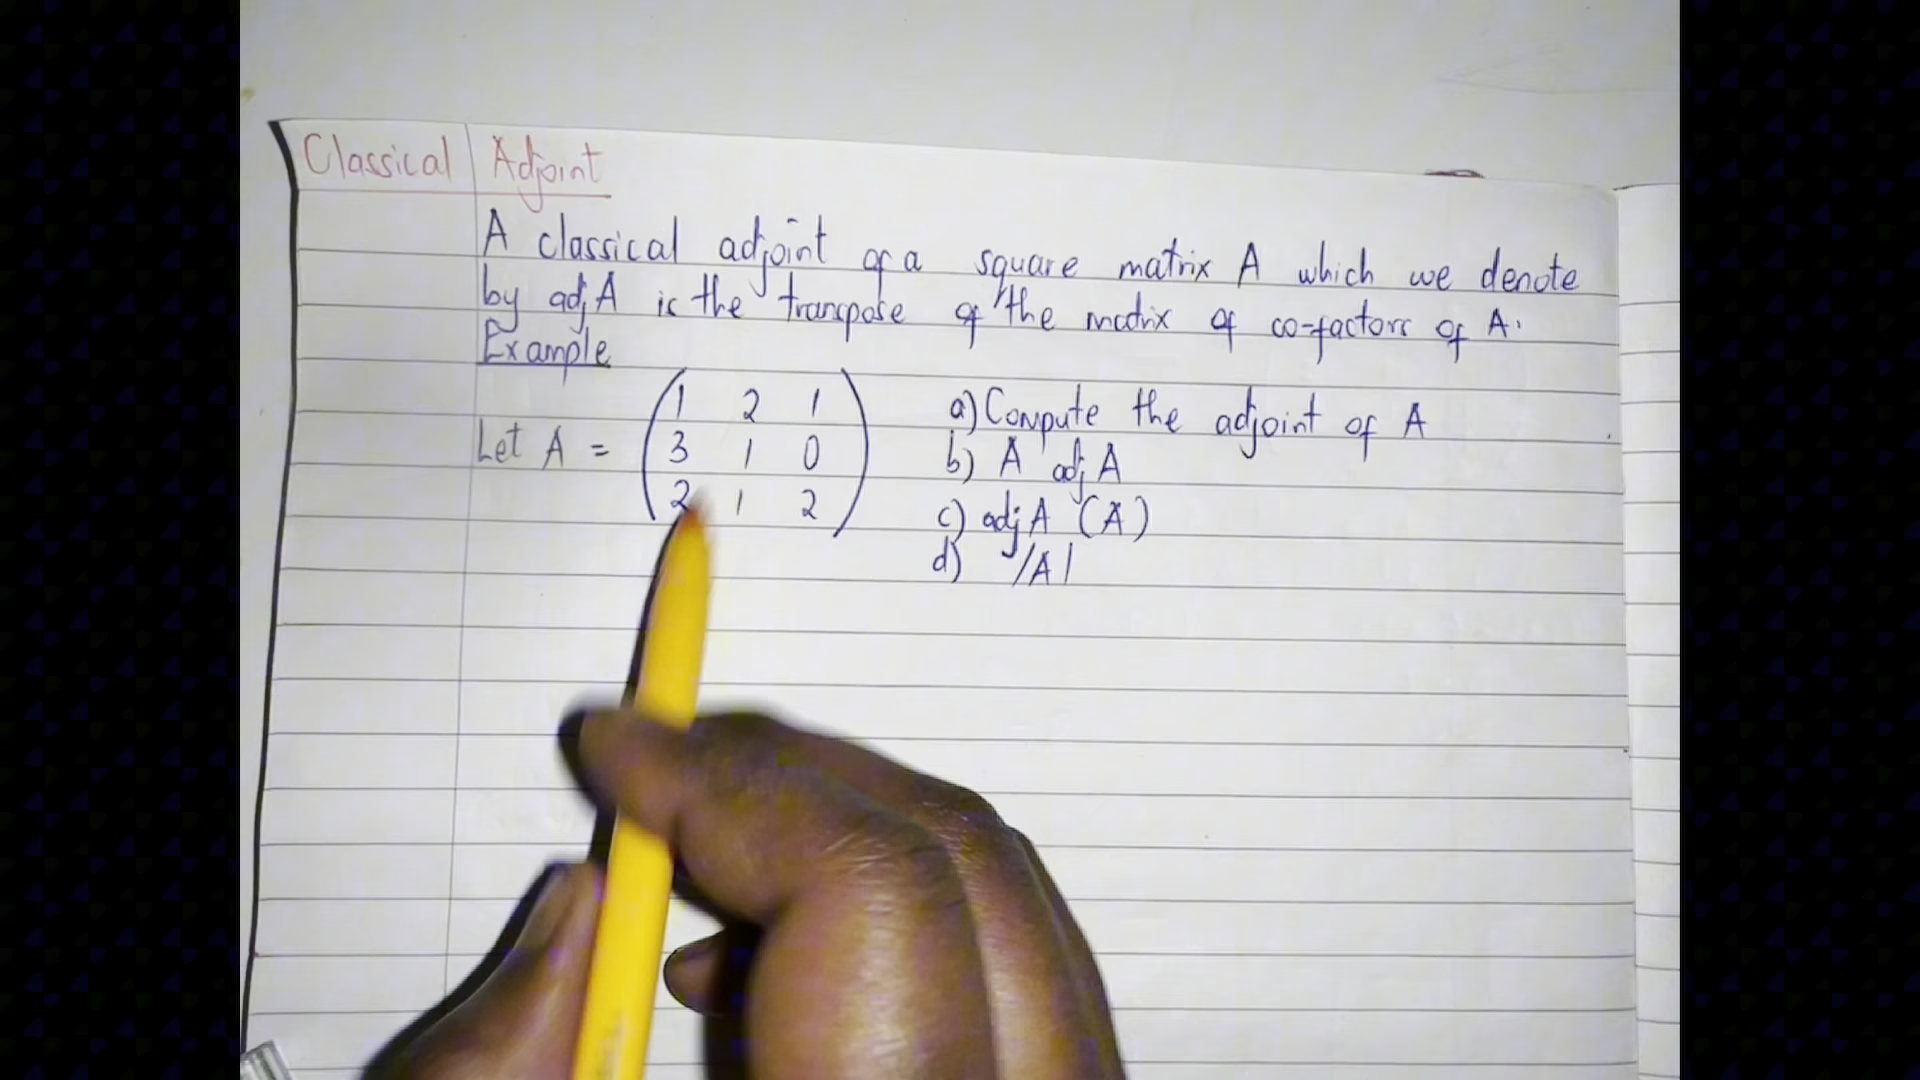 Classical Adjoint
A classical adjoint of a square matrix A which we denote
by adj A is the transpose of the matrix of co-factors of A.
Example
Let A = ( 1 2 1 a) Compute the adjoint of A
3 1 0 b) A adj A
2 1 2 ) c) adj A (A)
d) |A|